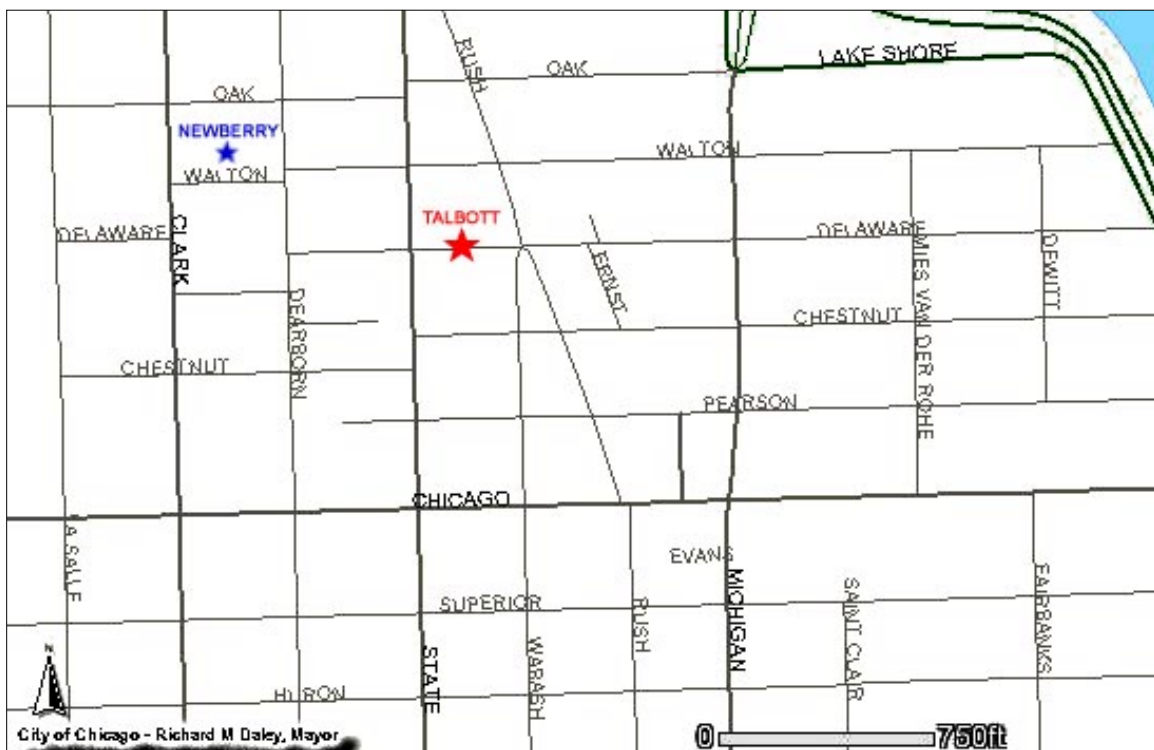 RUSH
LAKE SHORE
OAK
OAK
NEWBERRY
WALTON
WALTON
TALBOTT
DELAWARE
CLARK
DELAWARE
MIES VAN DER ROHE
DEWITT
ERNST
DEARBORN
CHESTNUT
CHESTNUT
PEARSON
CHICAGO
LA SALLE
EVANS
MICHIGAN
SAINT CLAIR
FAIRBANKS
SUPERIOR
RUSH
WABASH
STATE
N
HURON
City of Chicago - Richard M Daley, Mayor
0 750ft